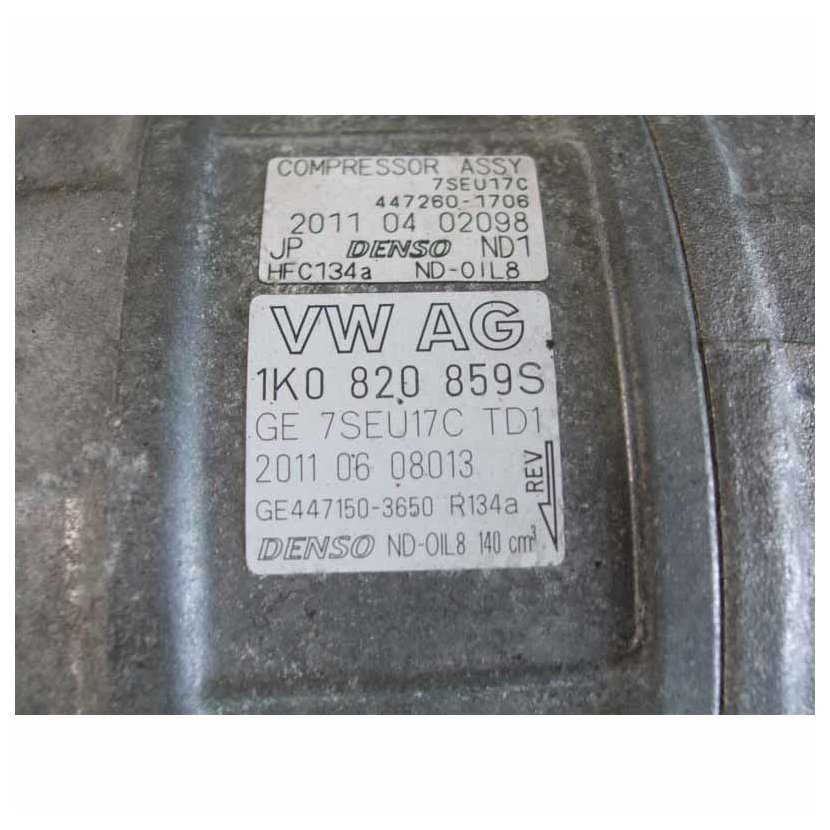 COMPRESSOR ASSY
7SEU17C
447260-1706
2011 04 02098
JP DENSO ND1
HFC134a ND-OIL8
VW AG
1K0 820 859S
GE 7SEU17C TD1
2011 06 08013
REV
GE447150-3650 R134a
DENSO ND-OIL8 140 cm³